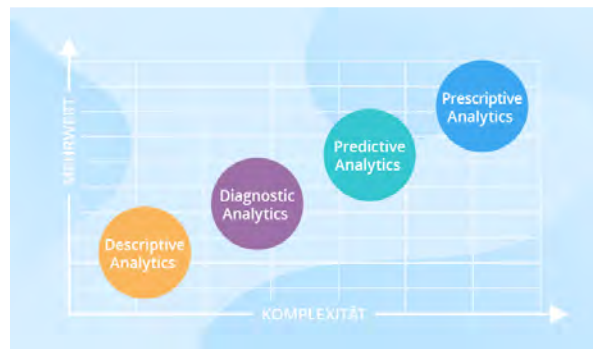 MEHRWERT
Prescriptive
Analytics
Predictive
Analytics
Diagnostic
Analytics
Descriptive
Analytics
KOMPLEXITÄT